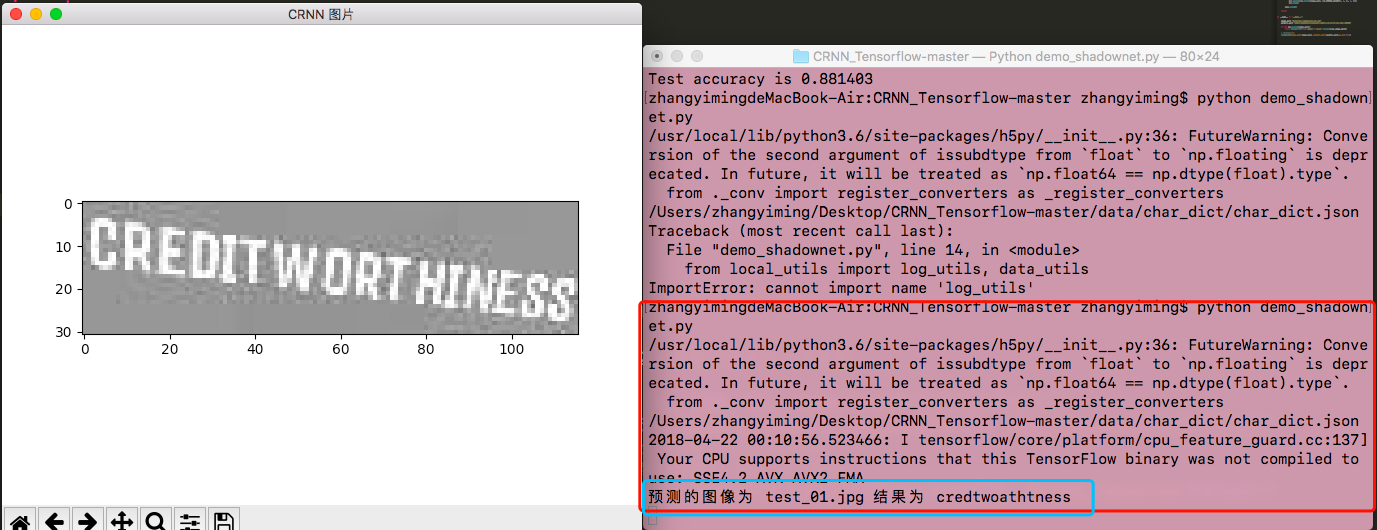 CRNN 图片
0
10
20
30
CREDITWORTHINESS
0 20 40 60 80 100
CRNN_Tensorflow-master — Python demo_shadownet.py — 80×24
Test accuracy is 0.881403
[zhangyimingdeMacBook-Air:CRNN_Tensorflow-master zhangyiming$ python demo_shadown]
et.py
/usr/local/lib/python3.6/site-packages/h5py/__init__.py:36: FutureWarning: Conve
rsion of the second argument of issubdtype from `float` to `np.floating` is depr
ecated. In future, it will be treated as `np.float64 == np.dtype(float).type`.
  from ._conv import register_converters as _register_converters
/Users/zhangyiming/Desktop/CRNN_Tensorflow-master/data/char_dict/char_dict.json
Traceback (most recent call last):
  File "demo_shadownet.py", line 14, in <module>
    from local_utils import log_utils, data_utils
ImportError: cannot import name 'log_utils'
[zhangyimingdeMacBook-Air:CRNN_Tensorflow-master zhangyiming$ python demo_shadown]
et.py
/usr/local/lib/python3.6/site-packages/h5py/__init__.py:36: FutureWarning: Conve
rsion of the second argument of issubdtype from `float` to `np.floating` is depr
ecated. In future, it will be treated as `np.float64 == np.dtype(float).type`.
  from ._conv import register_converters as _register_converters
/Users/zhangyiming/Desktop/CRNN_Tensorflow-master/data/char_dict/char_dict.json
2018-04-22 00:10:56.523466: I tensorflow/core/platform/cpu_feature_guard.cc:137]
 Your CPU supports instructions that this TensorFlow binary was not compiled to
use: SSE4.2 AVX AVX2 FMA
预测的图像为 test_01.jpg 结果为 credtwoathtness